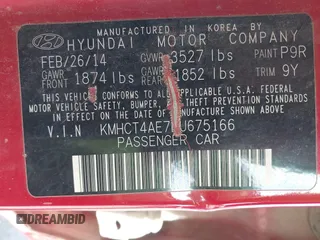 MANUFACTURED IN KOREA BY
HYUNDAI MOTOR COMPANY
FEB/26/14 GVWR 3527 lbs PAINT P9R
GAWR FRONT 1874 lbs GAWR REAR 1852 lbs TRIM 9Y
THIS VEHICLE CONFORMS TO ALL APPLICABLE U.S.A. FEDERAL
MOTOR VEHICLE SAFETY, BUMPER, AND THEFT PREVENTION
STANDARDS IN EFFECT ON THE DATE OF MANUFACTURE SHOWN ABOVE.
V.I.N
PASSENGER CAR
DREAMBID